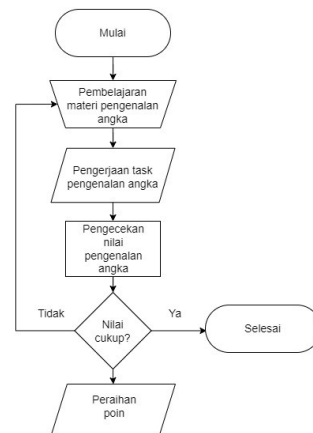 Mulai
Pembelajaran
materi pengenalan
angka
Pengerjaan task
pengenalan angka
Pengecekan
nilai
pengenalan
angka
Tidak
Nilai
cukup?
Ya
Selesai
Peraihan
poin